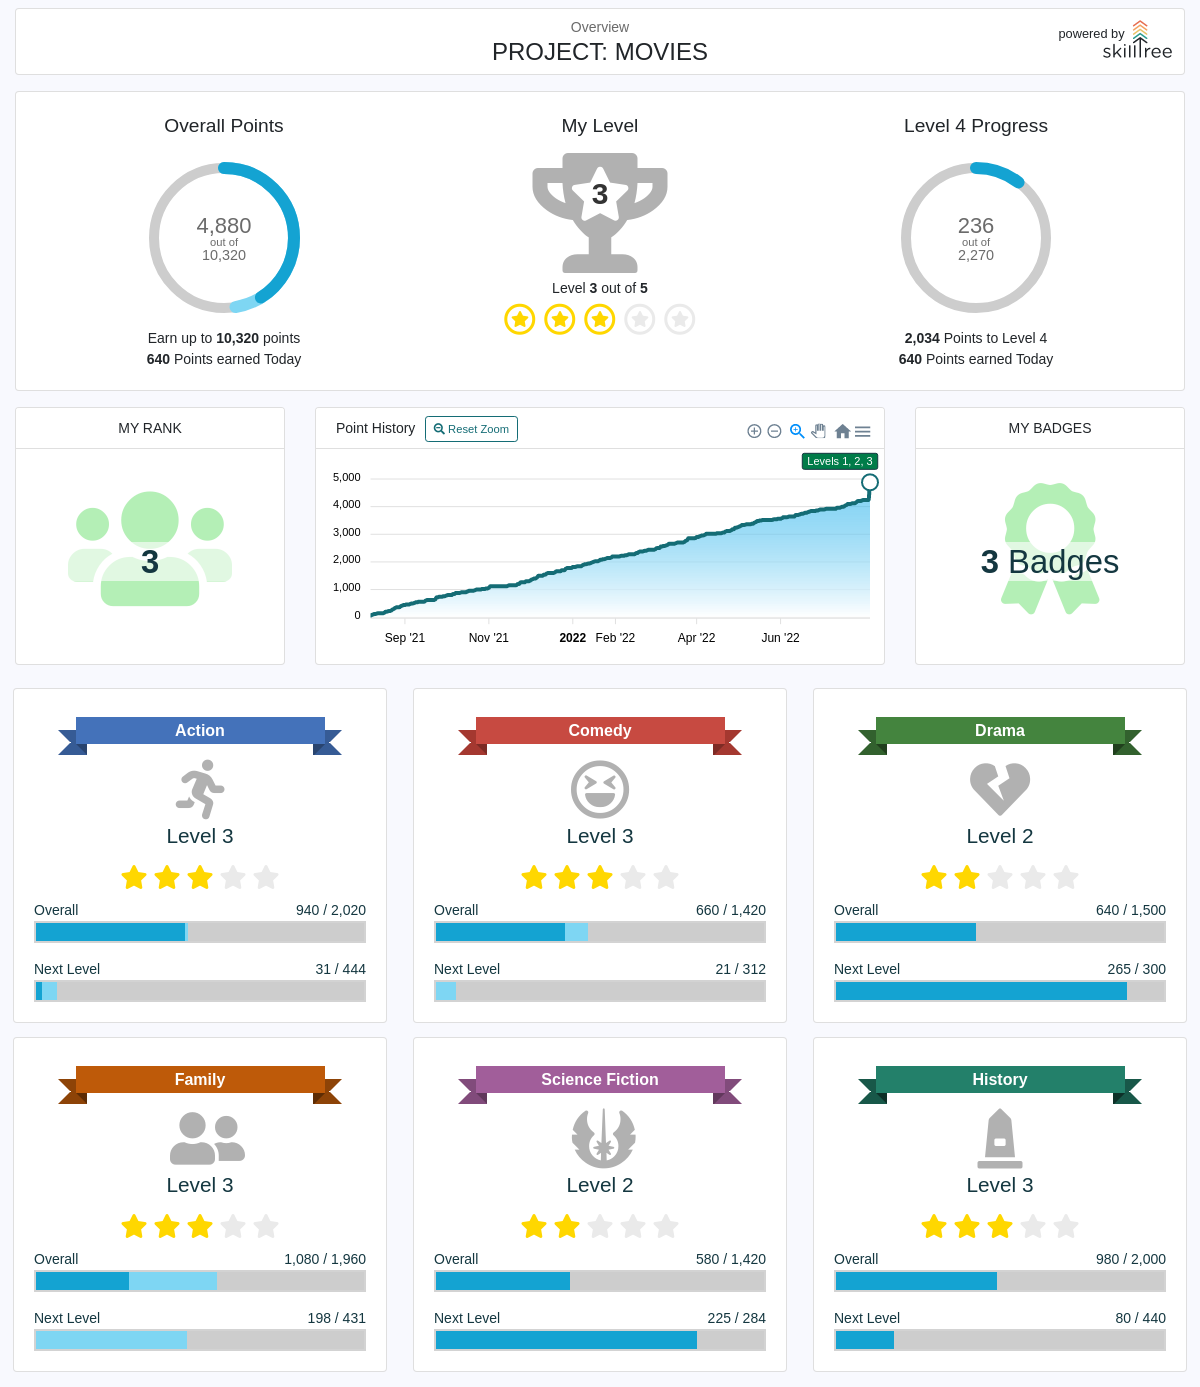 Overview
PROJECT: MOVIES
powered by
skilltree
Overall Points
4,880
out of
10,320
Earn up to 10,320 points
640 Points earned Today
My Level
3
Level 3 out of 5
Level 4 Progress
236
out of
2,270
2,034 Points to Level 4
640 Points earned Today
MY RANK
3
Point History
Reset Zoom
Levels 1, 2, 3
5,000
4,000
3,000
2,000
1,000
0
Sep '21 Nov '21 2022 Feb '22 Apr '22 Jun '22
MY BADGES
3 Badges
Action
Level 3
Overall 940 / 2,020
Next Level 31 / 444
Comedy
Level 3
Overall 660 / 1,420
Next Level 21 / 312
Drama
Level 2
Overall 640 / 1,500
Next Level 265 / 300
Family
Level 3
Overall 1,080 / 1,960
Next Level 198 / 431
Science Fiction
Level 2
Overall 580 / 1,420
Next Level 225 / 284
History
Level 3
Overall 980 / 2,000
Next Level 80 / 440